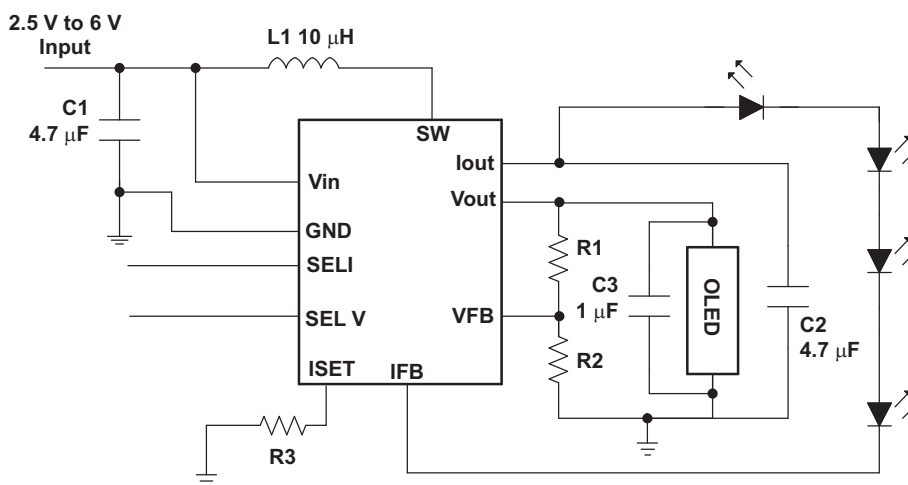 2.5 V to 6 V
Input
L1 10 μH
C1
4.7 μF
SW
Iout
Vin
Vout
GND
R1
SELI
C3
1 μF
OLED
SEL V
VFB
C2
4.7 μF
R2
ISET
IFB
R3